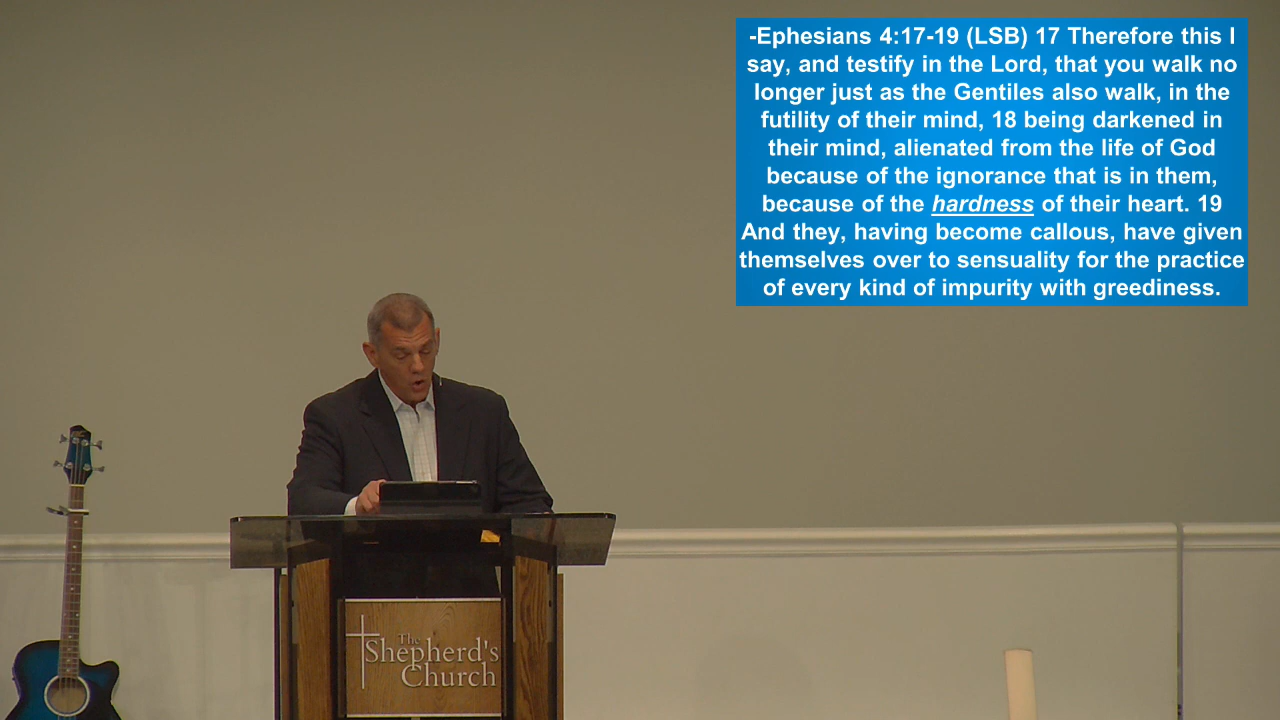 -Ephesians 4:17-19 (LSB) 17 Therefore this I
say, and testify in the Lord, that you walk no
longer just as the Gentiles also walk, in the
futility of their mind, 18 being darkened in
their mind, alienated from the life of God
because of the ignorance that is in them,
because of the hardness of their heart. 19
And they, having become callous, have given
themselves over to sensuality for the practice
of every kind of impurity with greediness.
The
Shepherd's
Church